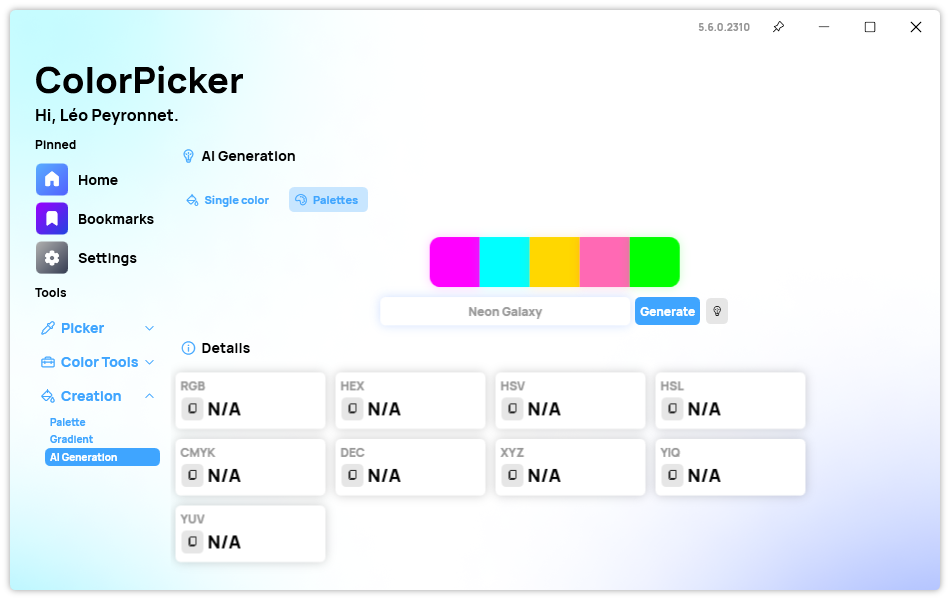 5.6.0.2310
ColorPicker
Hi, Léo Peyronnet.
Pinned
Home
Bookmarks
Settings
Tools
Picker
Color Tools
Creation
Palette
Gradient
AI Generation
AI Generation
Single color
Palettes
Neon Galaxy
Generate
Details
RGB
N/A
HEX
N/A
HSV
N/A
HSL
N/A
CMYK
N/A
DEC
N/A
XYZ
N/A
YIQ
N/A
YUV
N/A